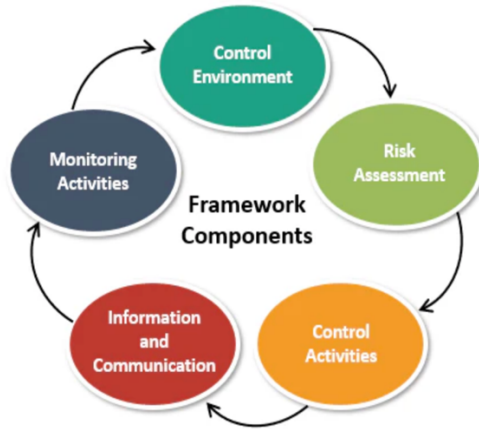 Control
Environment
Risk
Assessment
Control
Activities
Information
and
Communication
Monitoring
Activities
Framework
Components